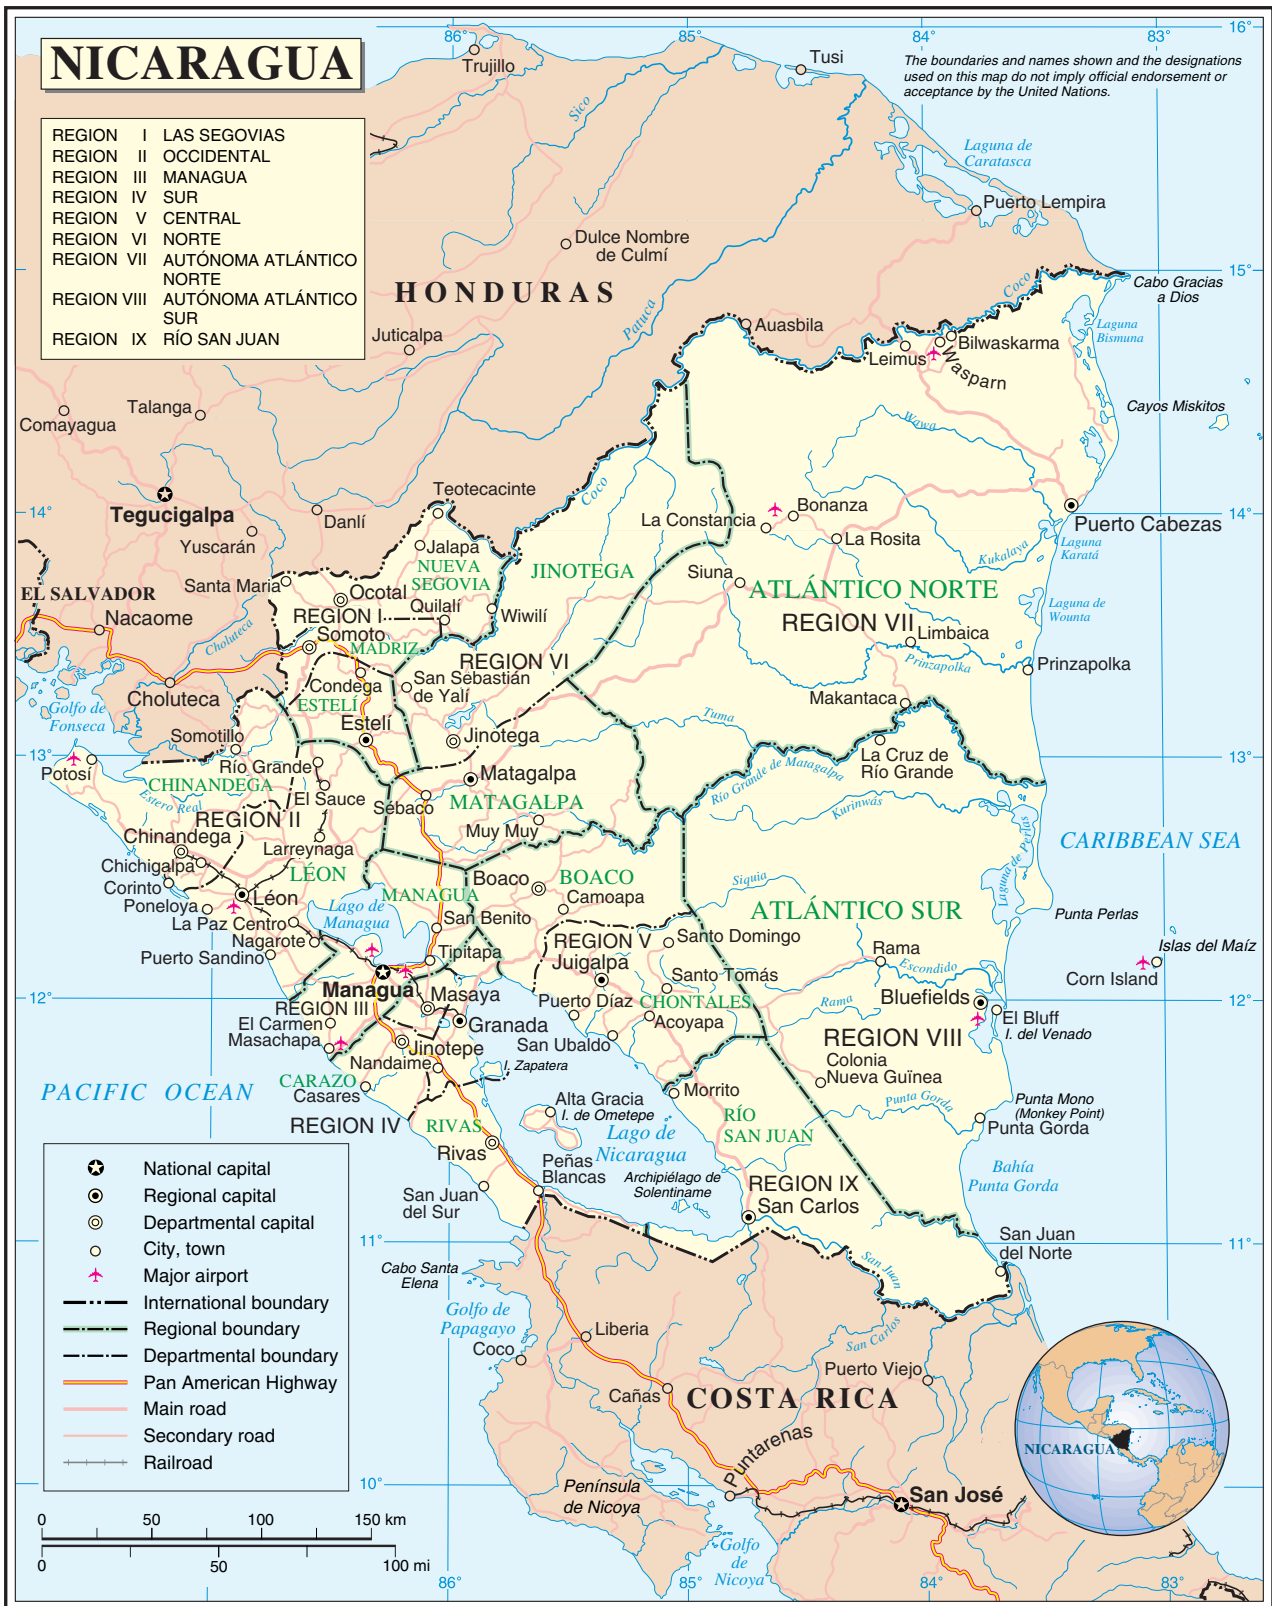 NICARAGUA
The boundaries and names shown and the designations
used on this map do not imply official endorsement or
acceptance by the United Nations.
REGION I LAS SEGOVIAS
REGION II OCCIDENTAL
REGION III MANAGUA
REGION IV SUR
REGION V CENTRAL
REGION VI NORTE
REGION VII AUTÓNOMA ATLÁNTICO
NORTE
REGION VIII AUTÓNOMA ATLÁNTICO
SUR
REGION IX RÍO SAN JUAN
86°
85°
84°
83°
16°
Trujillo
Tusi
Sico
Laguna de
Caratasca
Puerto Lempira
Dulce Nombre
de Culmí
HONDURAS
Patuca
Coco
15°
Cabo Gracias
a Dios
Juticalpa
Auasbila
Leimus
Bilwaskarma
Wasparn
Laguna
Bismuna
Talanga
Comayagua
Cayos Miskitos
Wawa
Teotecacinte
Coco
Tegucigalpa
14°
Danlí
Yuscarán
La Constancia
Bonanza
La Rosita
Puerto Cabezas
14°
Jalapa
NUEVA
SEGOVIA
JINOTEGA
Kukalaya
Laguna
Karatá
Santa Maria
Ocotal
Siuna
ATLÁNTICO NORTE
EL SALVADOR
Nacaome
REGION I
Quilalí
Wiwilí
REGION VII
Laguna de
Wounta
Choluteca
Somoto
MADRIZ
Limbaica
REGION VI
Prinzapolka
Prinzapolka
Condega
San Sebastián
de Yalí
Choluteca
ESTELÍ
Makantaca
Golfo de
Fonseca
Estelí
Tuma
Somotillo
Jinotega
La Cruz de
Río Grande
13°
13°
Potosí
Río Grande
Matagalpa
Río Grande de Matagalpa
CHINANDEGA
El Sauce
Sébaco
MATAGALPA
Estero Real
Kurinwás
REGION II
Muy Muy
Chinandega
Larreynaga
CARIBBEAN SEA
Laguna de Perlas
Chichigalpa
LÉON
Boaco
BOACO
Siquia
Corinto
Léon
MANAGUA
Camoapa
Poneloya
Lago de
Managua
ATLÁNTICO SUR
Punta Perlas
La Paz Centro
San Benito
Nagarote
REGION V
Santo Domingo
Islas del Maíz
Puerto Sandino
Tipitapa
Juigalpa
Rama
Corn Island
Santo Tomás
Escondido
Managua
Masaya
Puerto Díaz
CHONTALES
Rama
Bluefields
12°
12°
REGION III
Granada
Acoyapa
El Bluff
I. del Venado
El Carmen
San Ubaldo
REGION VIII
Masachapa
Jinotepe
Nandaime
I. Zapatera
Colonia
Nueva Guïnea
CARAZO
Casares
Morrito
PACIFIC OCEAN
Alta Gracia
I. de Ometepe
Punta Gorda
Punta Mono
(Monkey Point)
REGION IV
RIVAS
Lago de
Nicaragua
RÍO
SAN JUAN
Punta Gorda
Rivas
Peñas
Blancas
Archipiélago de
Solentiname
REGION IX
Bahía
Punta Gorda
San Juan
del Sur
San Carlos
San Juan
del Norte
11°
11°
San Juan
Cabo Santa
Elena
Golfo de
Papagayo
Liberia
San Carlos
Coco
Puerto Viejo
Cañas
COSTA RICA
Puntarenas
NICARAGUA
Península
de Nicoya
San José
10°
Golfo
de
Nicoya
National capital
Regional capital
Departmental capital
City, town
Major airport
International boundary
Regional boundary
Departmental boundary
Pan American Highway
Main road
Secondary road
Railroad
0 50 100 150 km
0 50 100 mi
86°
85°
84°
83°